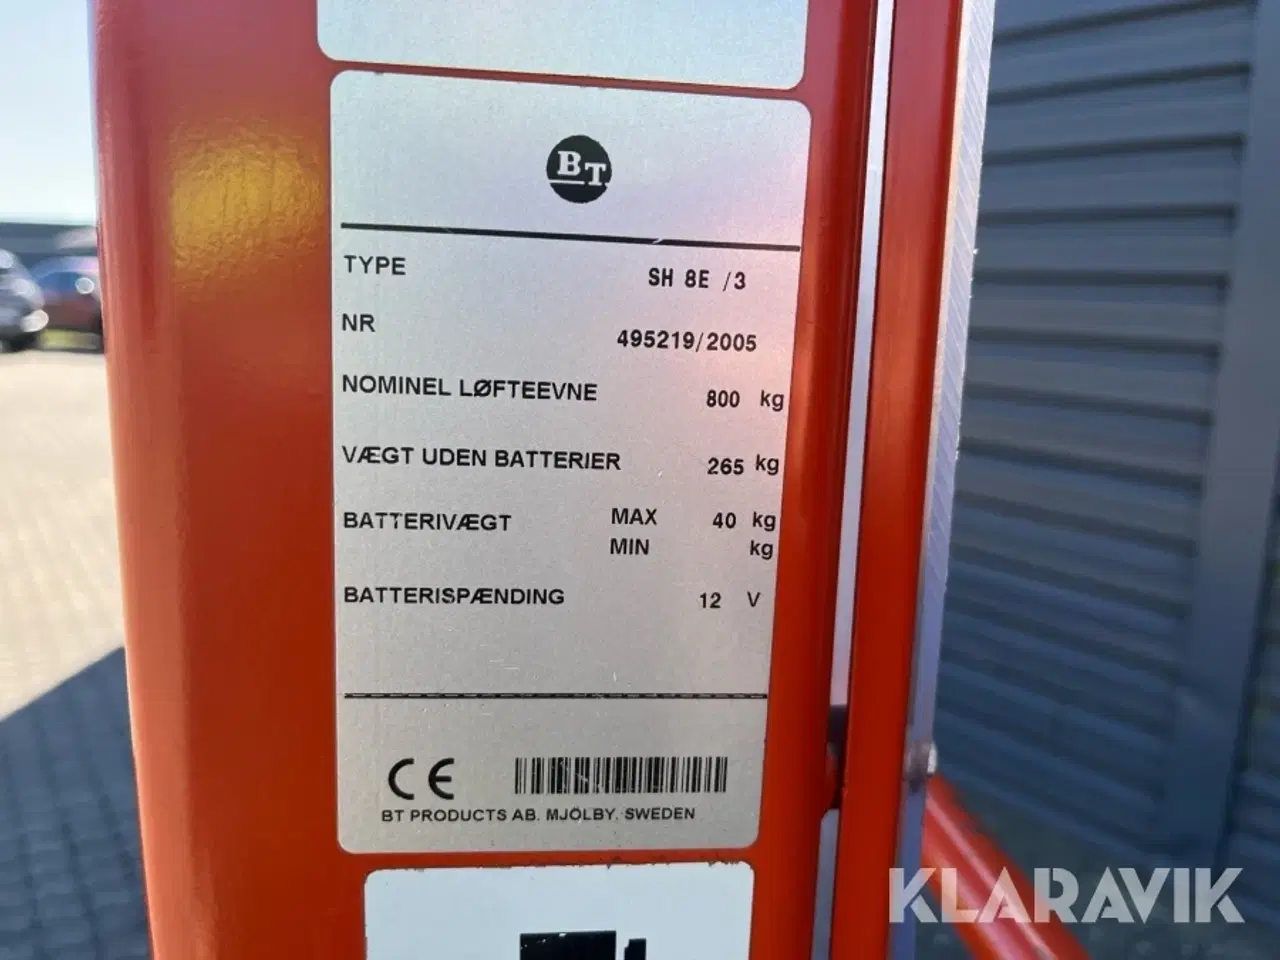 BT
TYPE SH 8E /3
NR 495219/2005
NOMINEL LØFTEEVNE 800 kg
VÆGT UDEN BATTERIER 265 kg
BATTERIVÆGT MAX 40 kg
MIN kg
BATTERISPÆNDING 12 V
CE
BT PRODUCTS AB. MJÖLBY. SWEDEN
KLARAVIK